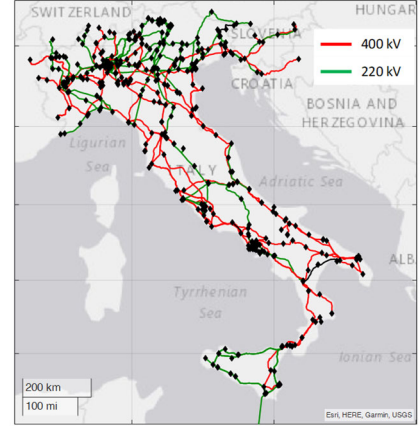 SWITZERLAND
HUNGAR
SLOVENIA
400 kV
220 kV
CROATIA
BOSNIA AND
HERZEGOVINA
Ligurian
Sea
ITALY
Adriatic Sea
ALB
Tyrrhenian
Sea
Ionian Sea
200 km
100 mi
Esri, HERE, Garmin, USGS